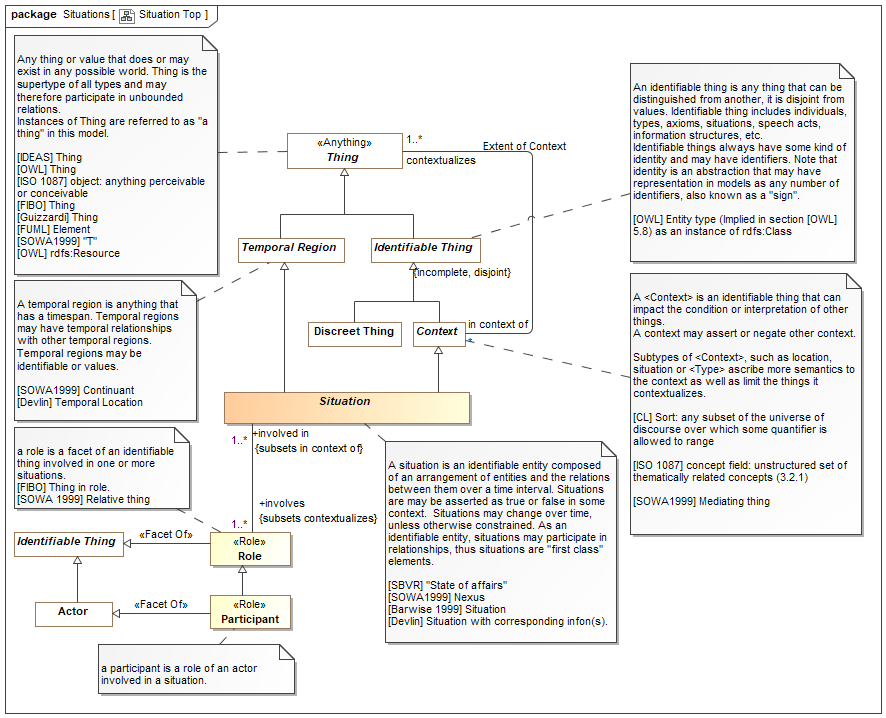 package Situations [ Situation Top ]
Any thing or value that does or may
exist in any possible world. Thing is the
supertype of all types and may
therefore participate in unbounded
relations.
Instances of Thing are referred to as "a
thing" in this model.
[IDEAS] Thing
[OWL] Thing
[ISO 1087] object: anything perceivable
or conceivable
[FIBO] Thing
[Guizzardi] Thing
[FUML] Element
[SOWA1999] "T"
[OWL] rdfs:Resource
«Anything»
Thing
1..*
contextualizes
Extent of Context
An identifiable thing is any thing that can be
distinguished from another, it is disjoint from
values. Identifiable thing includes individuals,
types, axioms, situations, speech acts,
information structures, etc.
Identifiable things always have some kind of
identity and may have identifiers. Note that
identity is an abstraction that may have
representation in models as any number of
identifiers, also known as a "sign".
[OWL] Entity type (Implied in section [OWL]
5.8) as an instance of rdfs:Class
Temporal Region
Identifiable Thing
{incomplete, disjoint}
A temporal region is anything that
has a timespan. Temporal regions
may have temporal relationships
with other temporal regions.
Temporal regions may be
identifiable or values.
[SOWA1999] Continuant
[Devlin] Temporal Location
Discreet Thing
Context
in context of
*
A <Context> is an identifiable thing that can
impact the condition or interpretation of other
things.
A context may assert or negate other context.
Subtypes of <Context>, such as location,
situation or <Type> ascribe more semantics to
the context as well as limit the things it
contextualizes.
[CL] Sort: any subset of the universe of
discourse over which some quantifier is
allowed to range
[ISO 1087] concept field: unstructured set of
thematically related concepts (3.2.1)
[SOWA1999] Mediating thing
Situation
1..*
+involved in
{subsets in context of}
a role is a facet of an identifiable
thing involved in one or more
situations.
[FIBO] Thing in role.
[SOWA 1999] Relative thing
+involves
{subsets contextualizes}
1..*
A situation is an identifiable entity composed
of an arrangement of entities and the relations
between them over a time interval. Situations
are may be asserted as true or false in some
context.  Situations may change over time,
unless otherwise constrained. As an
identifiable entity, situations may participate in
relationships, thus situations are "first class"
elements.
[SBVR] "State of affairs"
[SOWA1999] Nexus
[Barwise 1999] Situation
[Devlin] Situation with corresponding infon(s).
Identifiable Thing
«Facet Of»
«Role»
Role
Actor
«Facet Of»
«Role»
Participant
a participant is a role of an actor
involved in a situation.